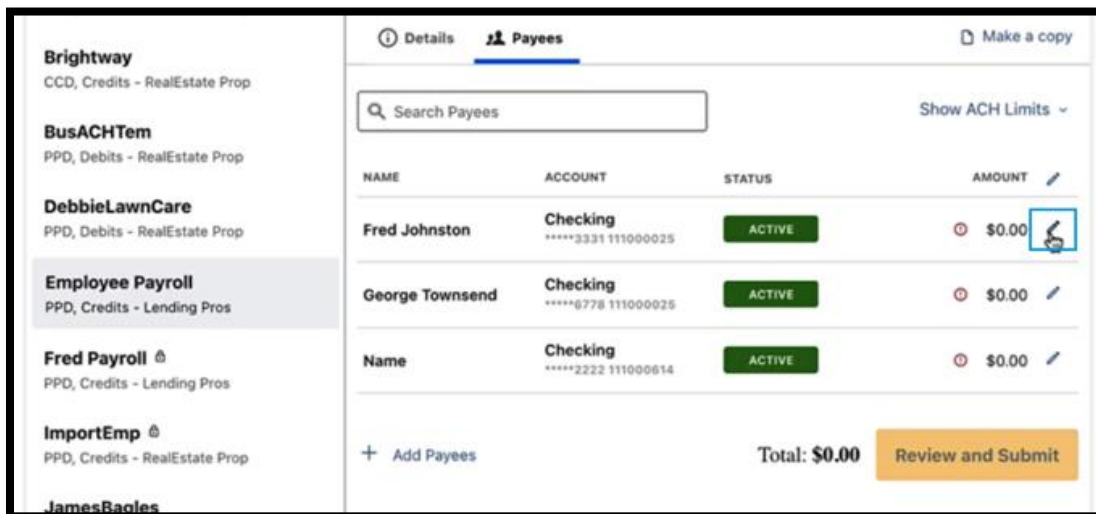 Brightway
CCD, Credits - RealEstate Prop
BusACHTem
PPD, Debits - RealEstate Prop
DebbieLawnCare
PPD, Debits - RealEstate Prop
Employee Payroll
PPD, Credits - Lending Pros
Fred Payroll
PPD, Credits - Lending Pros
ImportEmp
PPD, Credits - RealEstate Prop
JamesBagles
Details Payees Make a copy
Search Payees Show ACH Limits
NAME ACCOUNT STATUS AMOUNT
Fred Johnston Checking ACTIVE $0.00
*****3331 111000025
George Townsend Checking ACTIVE $0.00
*****6778 111000025
Name Checking ACTIVE $0.00
*****2222 111000614
+ Add Payees Total: $0.00 Review and Submit